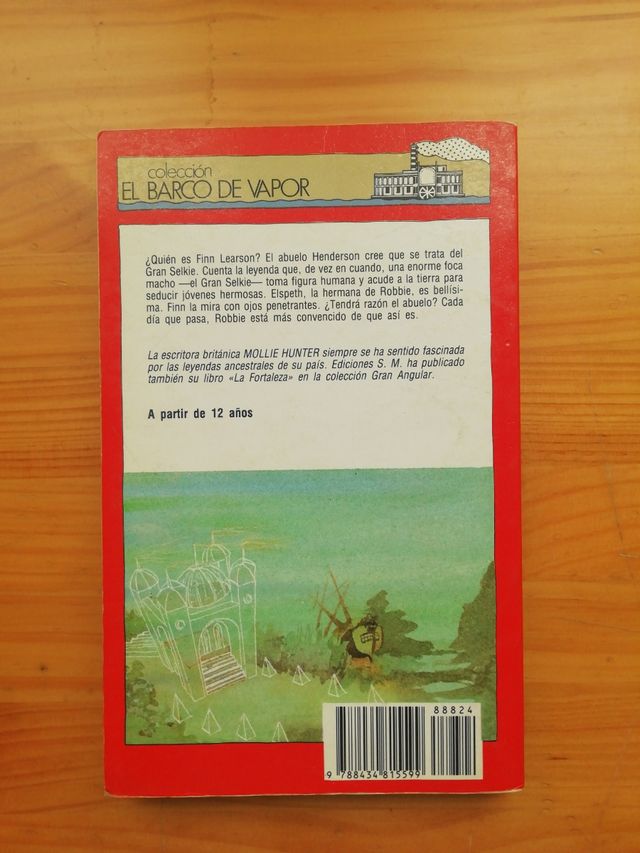 colección
EL BARCO DE VAPOR
¿Quién es Finn Learson? El abuelo Henderson cree que se trata del
Gran Selkie. Cuenta la leyenda que, de vez en cuando, una enorme foca
macho —el Gran Selkie— toma figura humana y acude a la tierra para
seducir jóvenes hermosas. Elspeth, la hermana de Robbie, es bellísi-
ma. Finn la mira con ojos penetrantes. ¿Tendrá razón el abuelo? Cada
día que pasa, Robbie está más convencido de que así es.
La escritora británica MOLLIE HUNTER siempre se ha sentido fascinada
por las leyendas ancestrales de su país. Ediciones S. M. ha publicado
también su libro «La Fortaleza» en la colección Gran Angular.
A partir de 12 años
88824
9 788434 815599